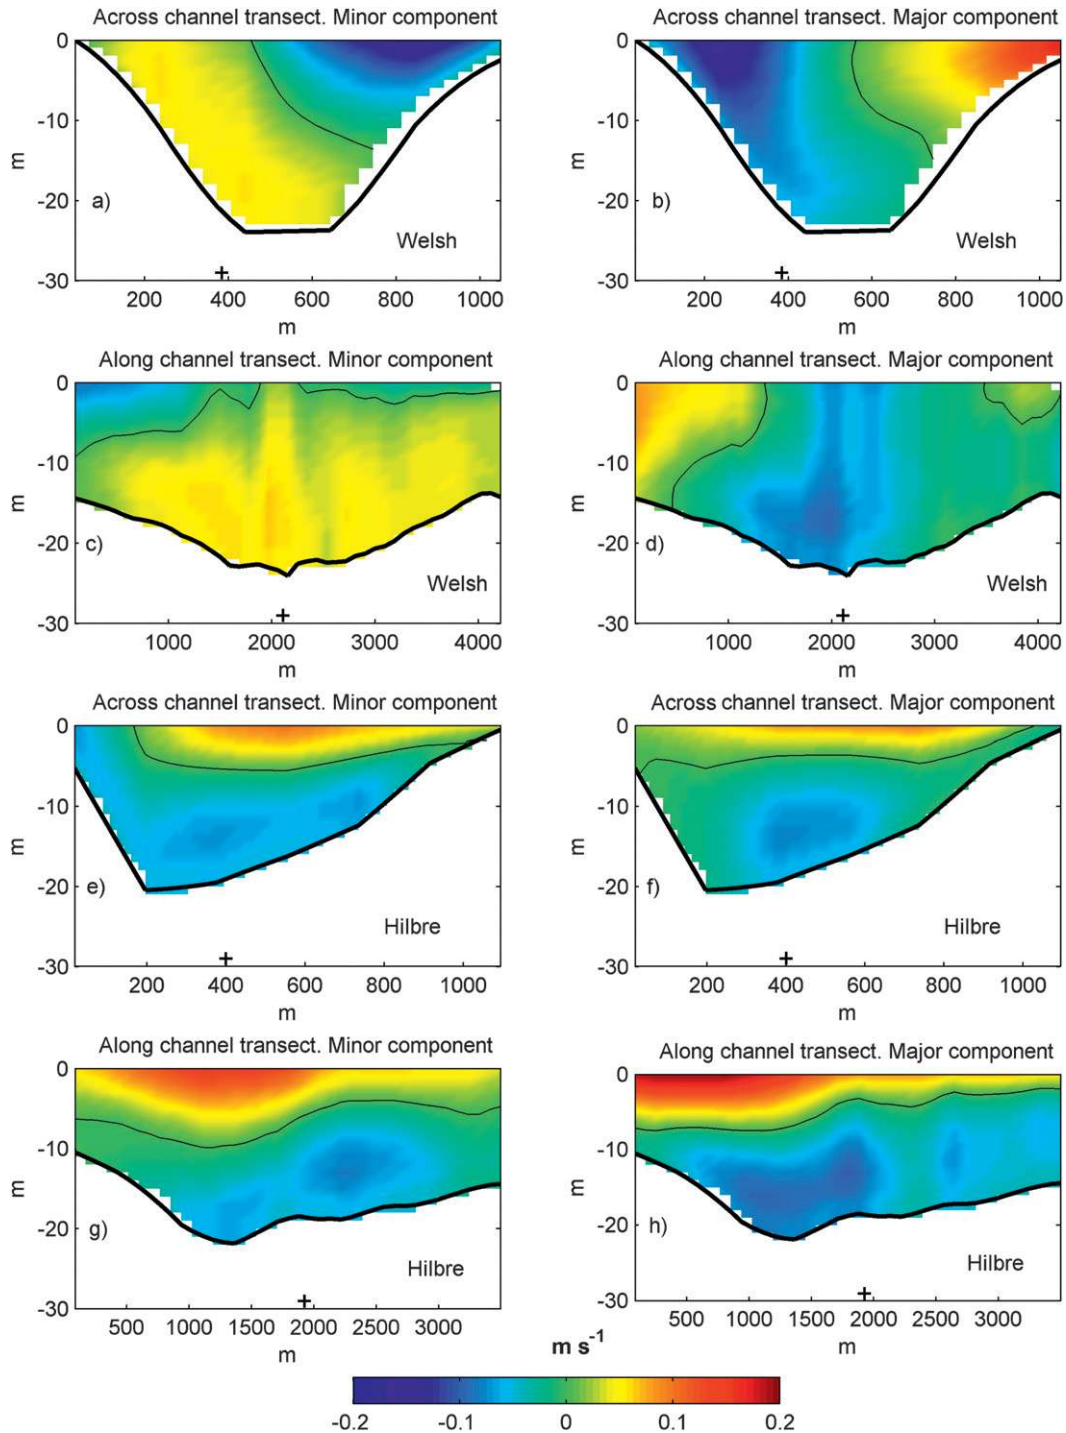 Across channel transect. Minor component
Across channel transect. Major component
0
-10
-20
-30
m
a)
Welsh
200
400
600
800
1000
m
0
-10
-20
-30
m
b)
Welsh
200
400
600
800
1000
m
Along channel transect. Minor component
Along channel transect. Major component
0
-10
-20
-30
m
c)
Welsh
1000
2000
3000
4000
m
0
-10
-20
-30
m
d)
Welsh
1000
2000
3000
4000
m
Across channel transect. Minor component
Across channel transect. Major component
0
-10
-20
-30
m
e)
Hilbre
200
400
600
800
1000
m
0
-10
-20
-30
m
f)
Hilbre
200
400
600
800
1000
m
Along channel transect. Minor component
Along channel transect. Major component
0
-10
-20
-30
m
g)
Hilbre
500
1000
1500
2000
2500
3000
m
0
-10
-20
-30
m
h)
Hilbre
500
1000
1500
2000
2500
3000
m
m s⁻¹
-0.2
-0.1
0
0.1
0.2